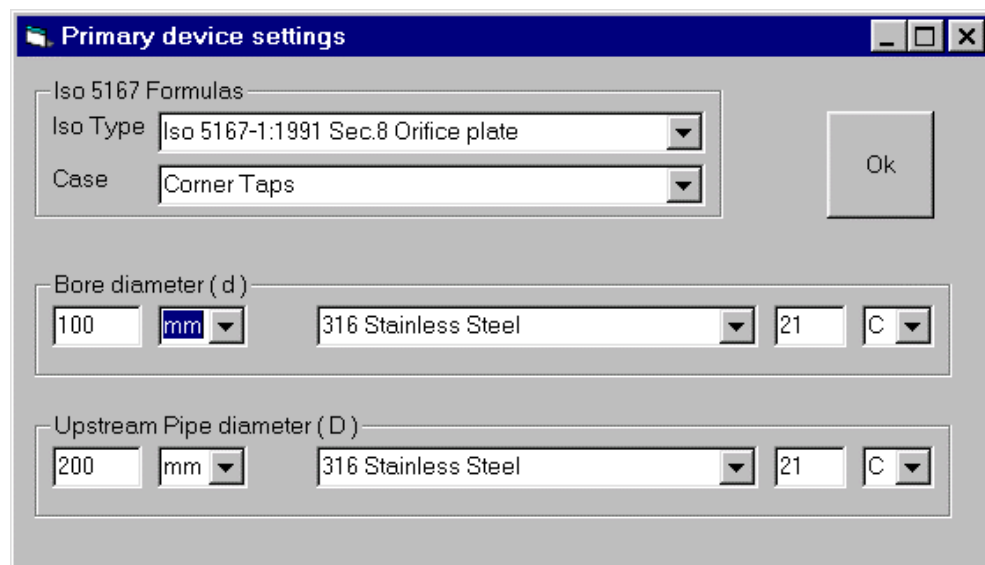 Primary device settings
Iso 5167 Formulas
Iso Type Iso 5167-1:1991 Sec.8 Orifice plate
Case Corner Taps
Ok
Bore diameter ( d )
100 mm 316 Stainless Steel 21 C
Upstream Pipe diameter ( D )
200 mm 316 Stainless Steel 21 C